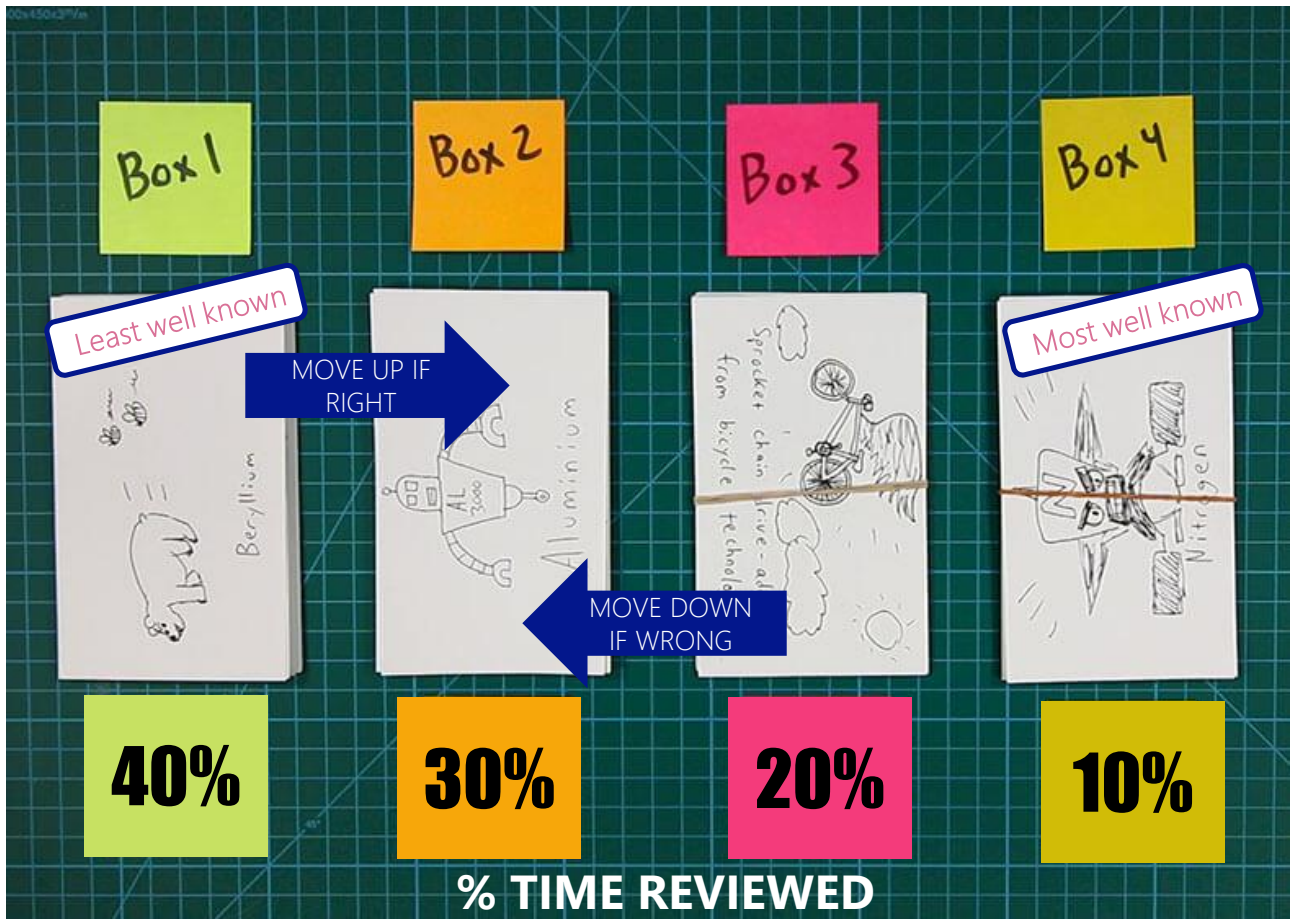 Box 1
Box 2
Box 3
Box 4
Least well known
Most well known
MOVE UP IF
RIGHT
MOVE DOWN
IF WRONG
Beryllium
AL
3000
Aluminium
Sprocket chain
from bicycle
N
Nitrogen
40%
30%
20%
10%
% TIME REVIEWED